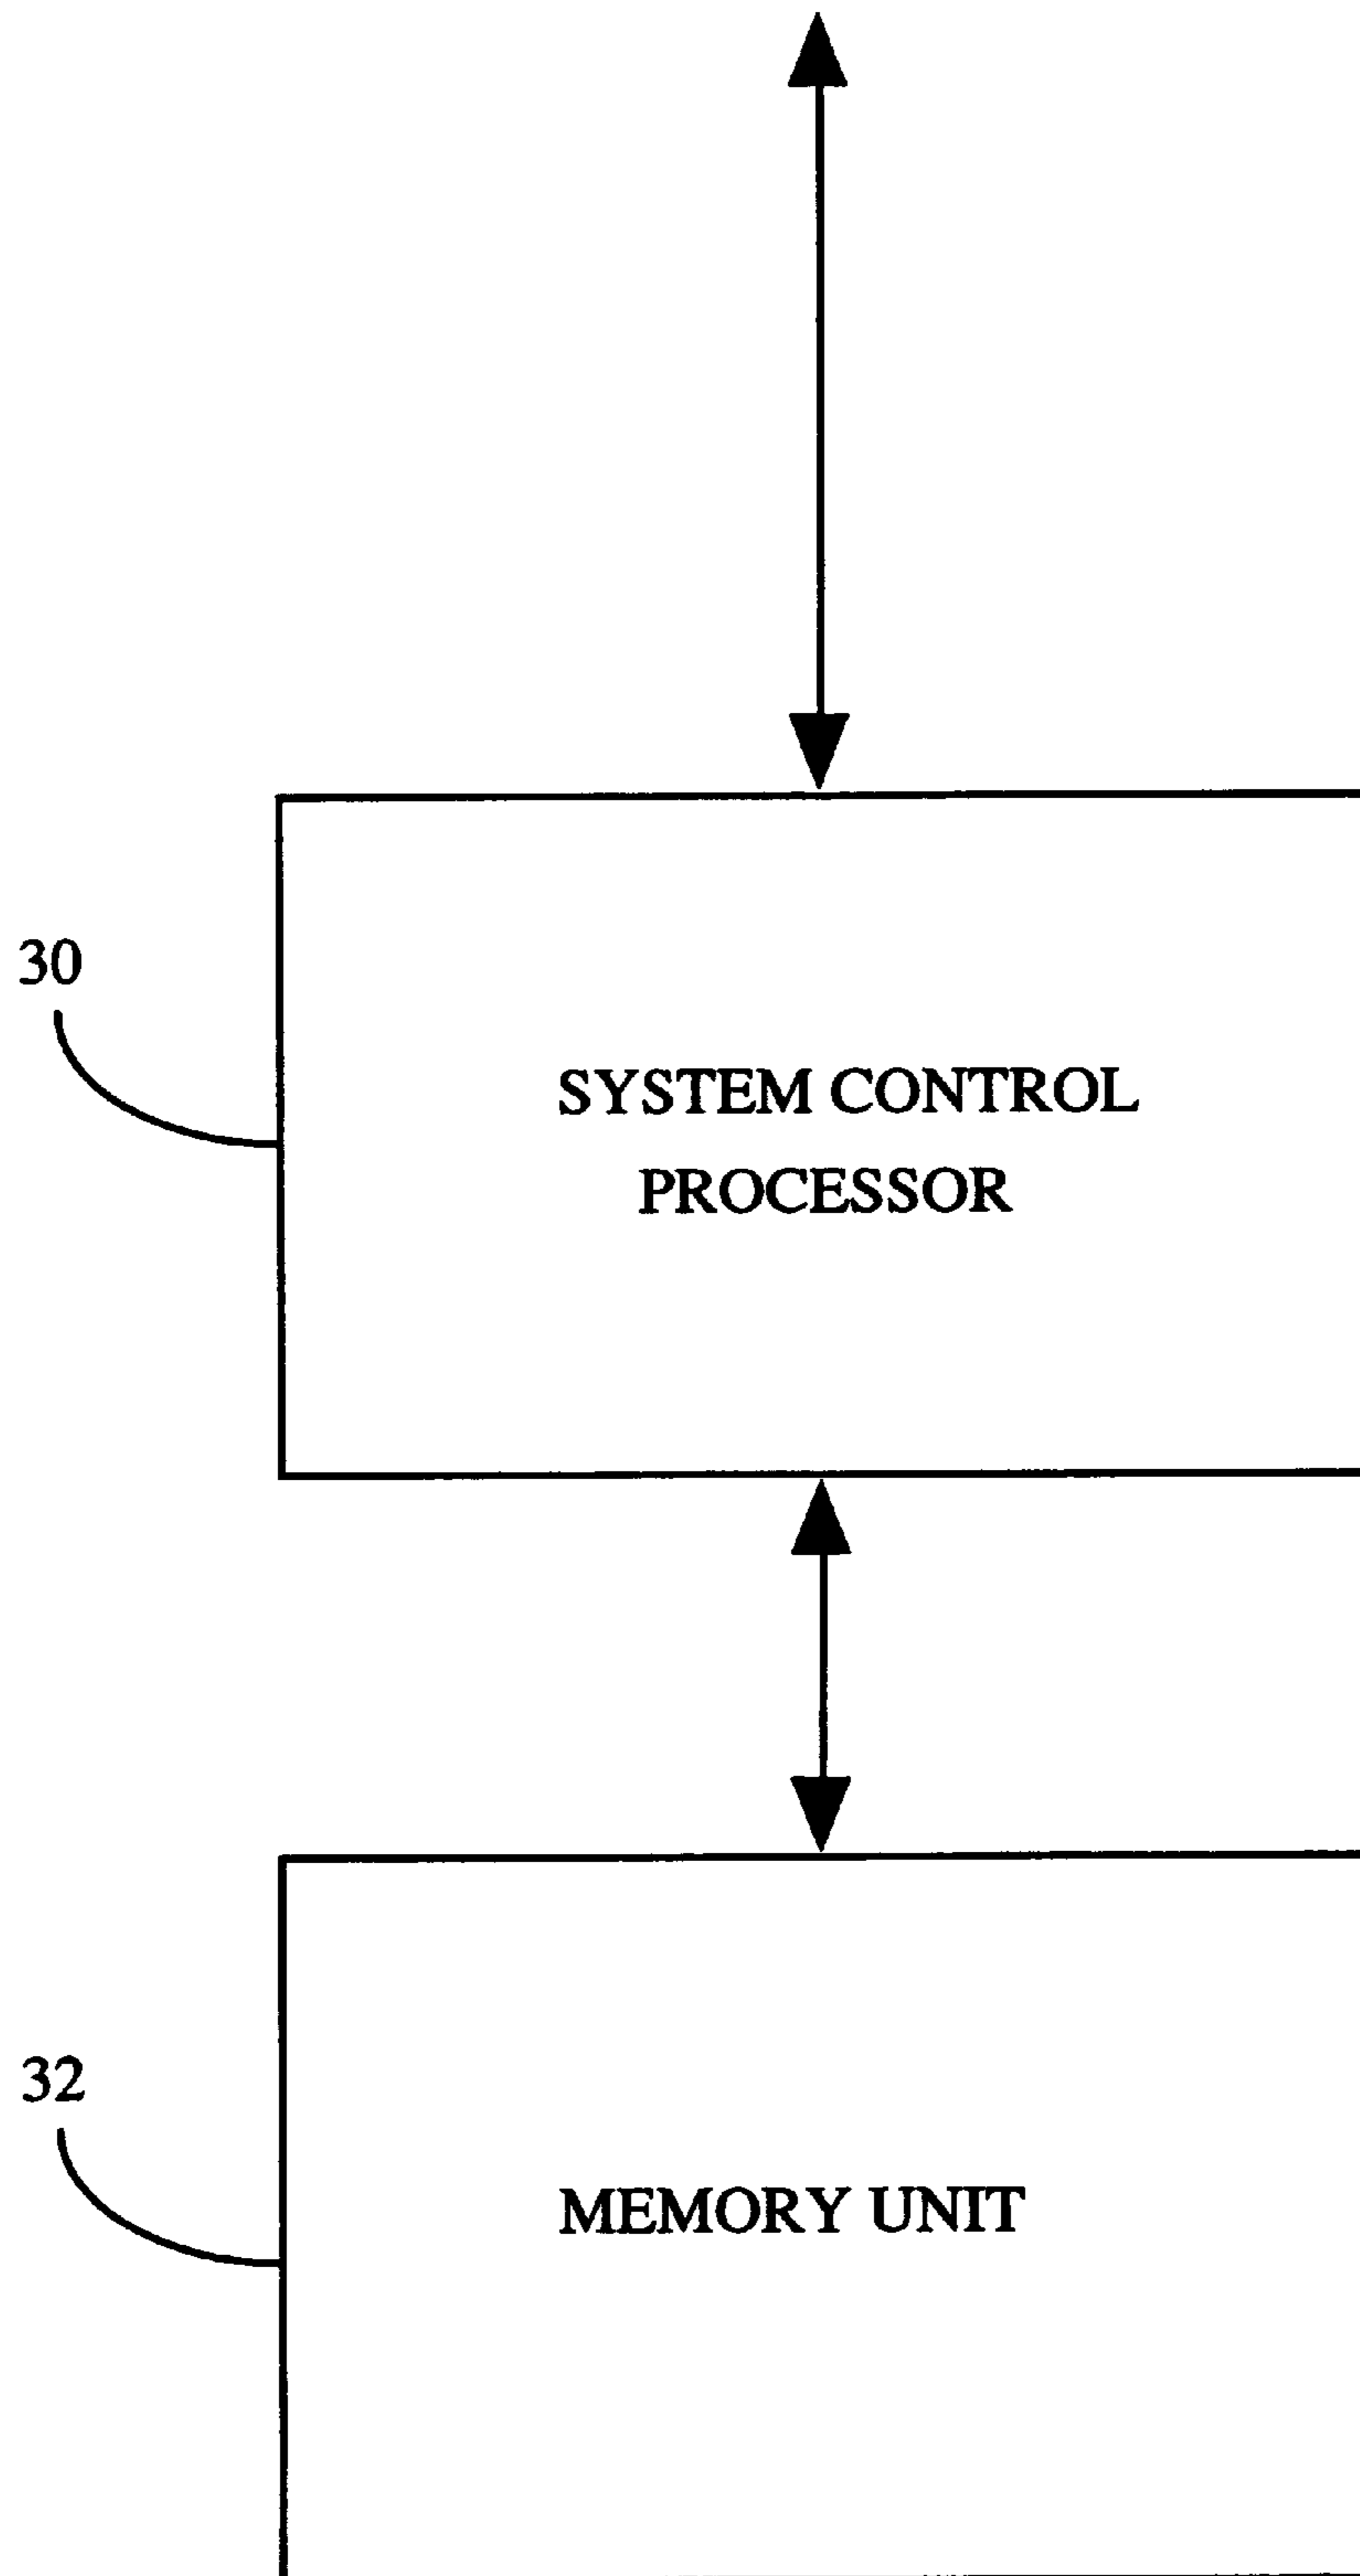 30
SYSTEM CONTROL
PROCESSOR
32
MEMORY UNIT